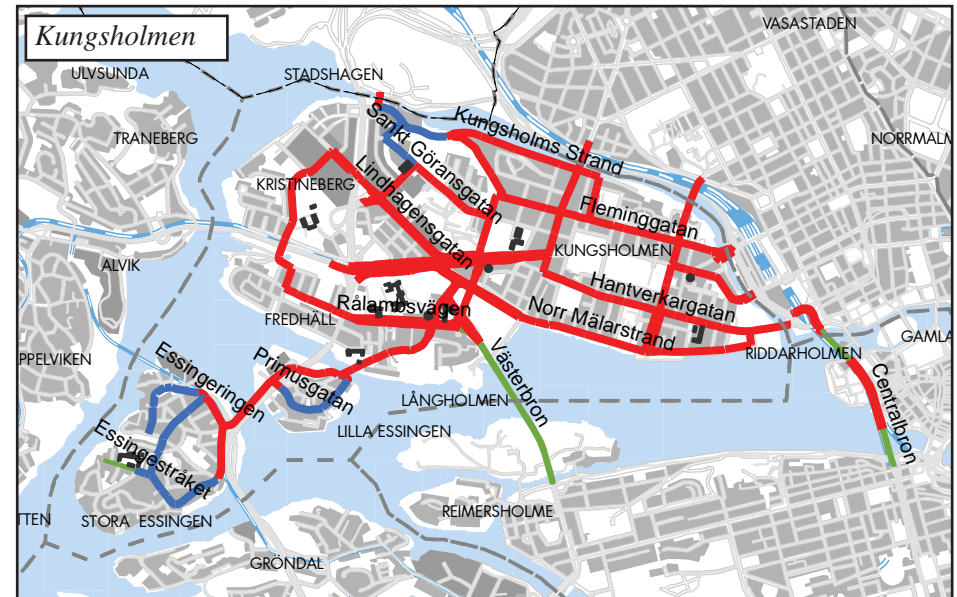 Kungsholmen
VASASTADEN
ULVSUNDA
STADSHAGEN
TRANEBERG
NORRMALM
Kungsholms Strand
Sankt Göransgatan
KRISTINEBERG
Lindhagensgatan
Fleminggatan
KUNGSHOLMEN
ALVIK
Hantverkargatan
Rålambsvägen
Norr Mälarstrand
FREDHÄLL
GAMLA
PPELVIKEN
RIDDARHOLMEN
Essingeringen
Primusgatan
Västerbron
Centralbron
LÅNGHOLMEN
LILLA ESSINGEN
Essingestråket
REIMERSHOLME
TTEN
STORA ESSINGEN
GRÖNDAL